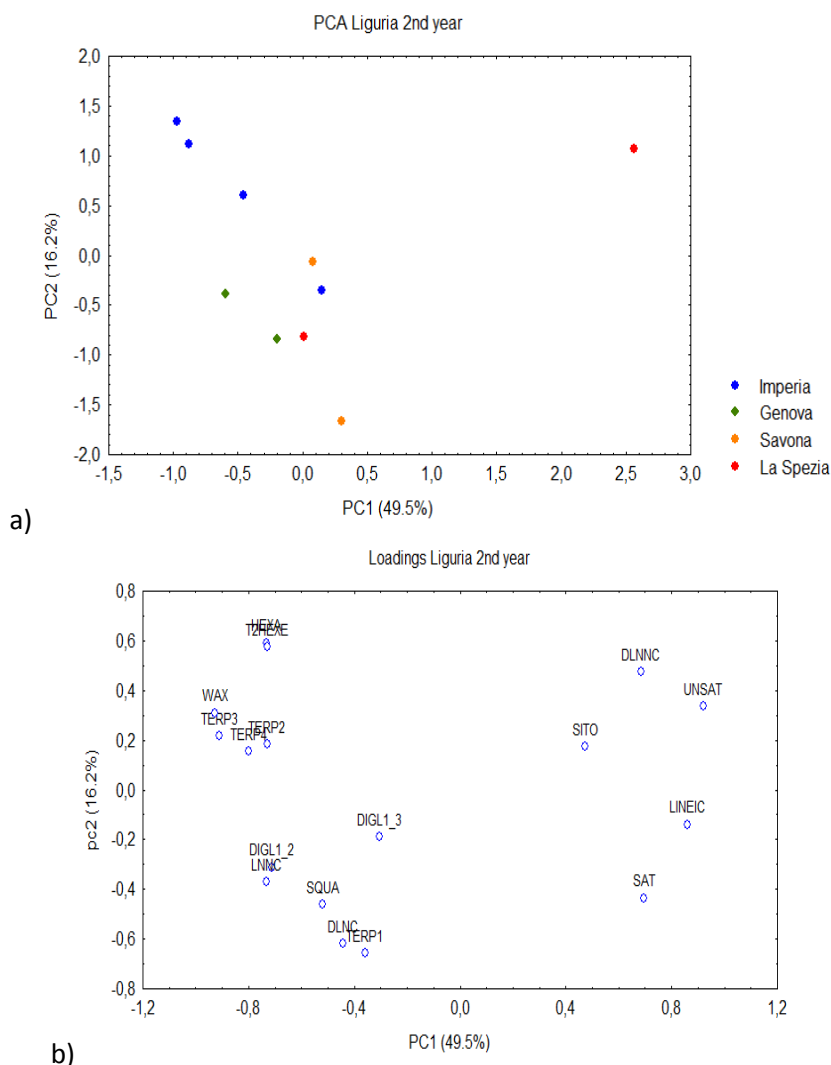 PCA Liguria 2nd year
2,0
1,5
1,0
0,5
0,0
-0,5
-1,0
-1,5
-2,0
PC2 (16.2%)
-1,5 -1,0 -0,5 0,0 0,5 1,0 1,5 2,0 2,5 3,0
PC1 (49.5%)
Imperia
Genova
Savona
La Spezia
a)
Loadings Liguria 2nd year
0,8
0,6
0,4
0,2
0,0
-0,2
-0,4
-0,6
-0,8
pc2 (16.2%)
HEXA
T2HEXE
DLNNC
UNSAT
WAX
TERP3
TERP2
TERP4
SITO
LINEIC
DIGL1_3
DIGL1_2
LNNC
SQUA
SAT
DLNC
TERP1
-1,2 -0,8 -0,4 0,0 0,4 0,8 1,2
PC1 (49.5%)
b)